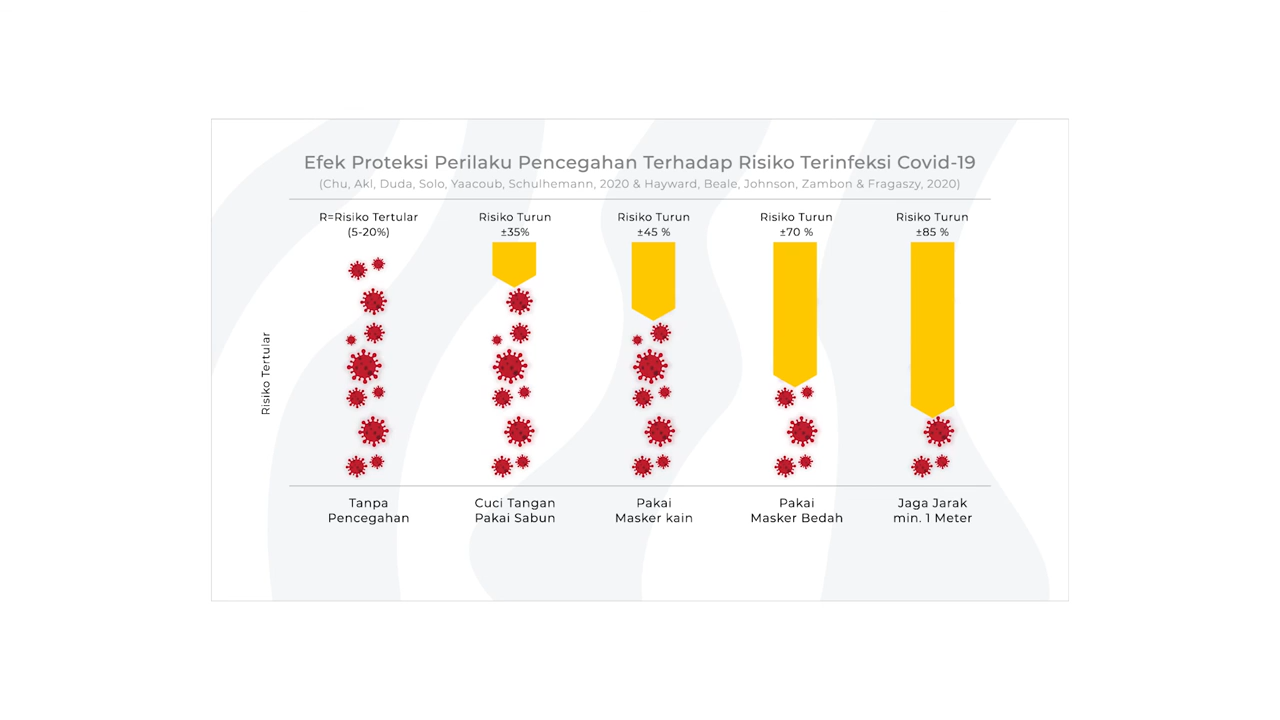 Efek Proteksi Perilaku Pencegahan Terhadap Risiko Terinfeksi Covid-19
(Chu, Akl, Duda, Solo, Yaacoub, Schulhemann, 2020 & Hayward, Beale, Johnson, Zambon & Fragaszy, 2020)
R=Risiko Tertular
(5-20%)
Risiko Turun
±35%
Risiko Turun
±45 %
Risiko Turun
±70 %
Risiko Turun
±85 %
Risiko Tertular
Tanpa
Pencegahan
Cuci Tangan
Pakai Sabun
Pakai
Masker kain
Pakai
Masker Bedah
Jaga Jarak
min. 1 Meter